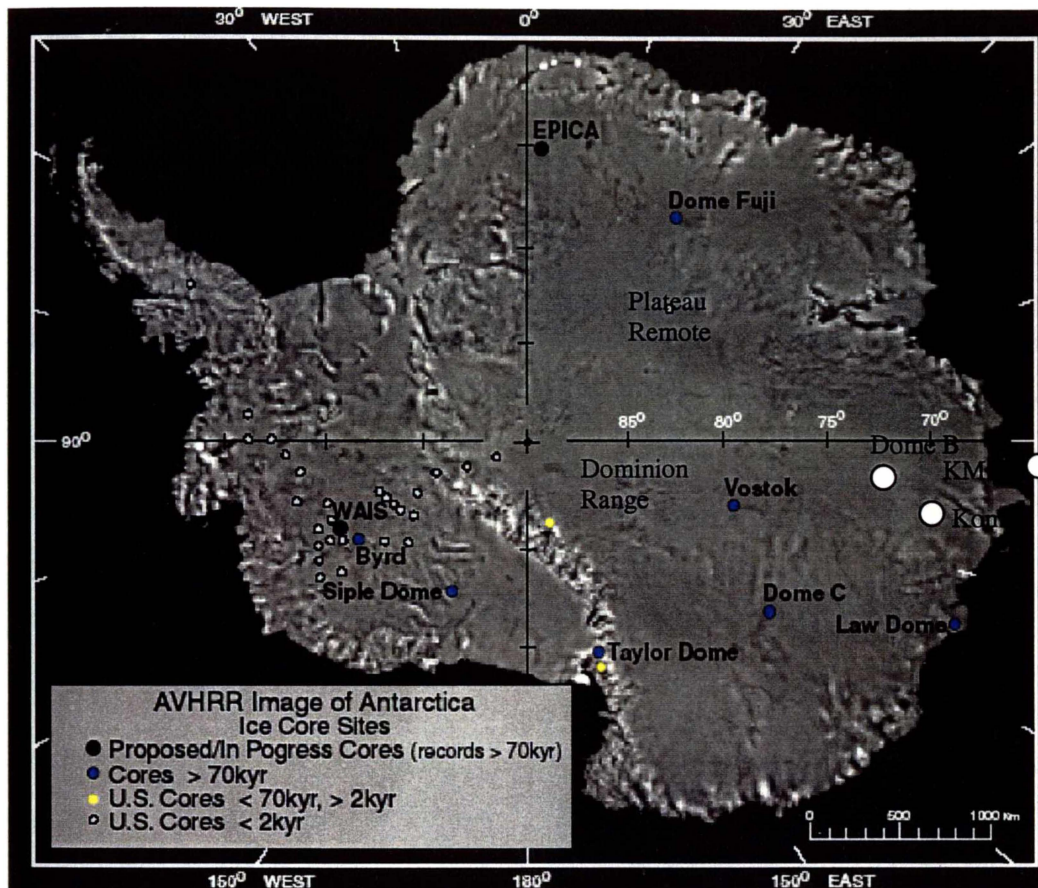 30° WEST 0° 30° EAST
EPICA
Dome Fuji
Plateau
Remote
90°
85° 80° 75° 70°
Dome B
KM
Dominion
Range
Vostok
Kom
WAIS
Byrd
Siple Dome
Dome C
Law Dome
Taylor Dome
AVHRR Image of Antarctica
Ice Core Sites
Proposed/In Pogress Cores (records > 70kyr)
Cores > 70kyr
U.S. Cores < 70kyr, > 2kyr
U.S. Cores < 2kyr
0 500 1000 Km
150° WEST 180° 150° EAST